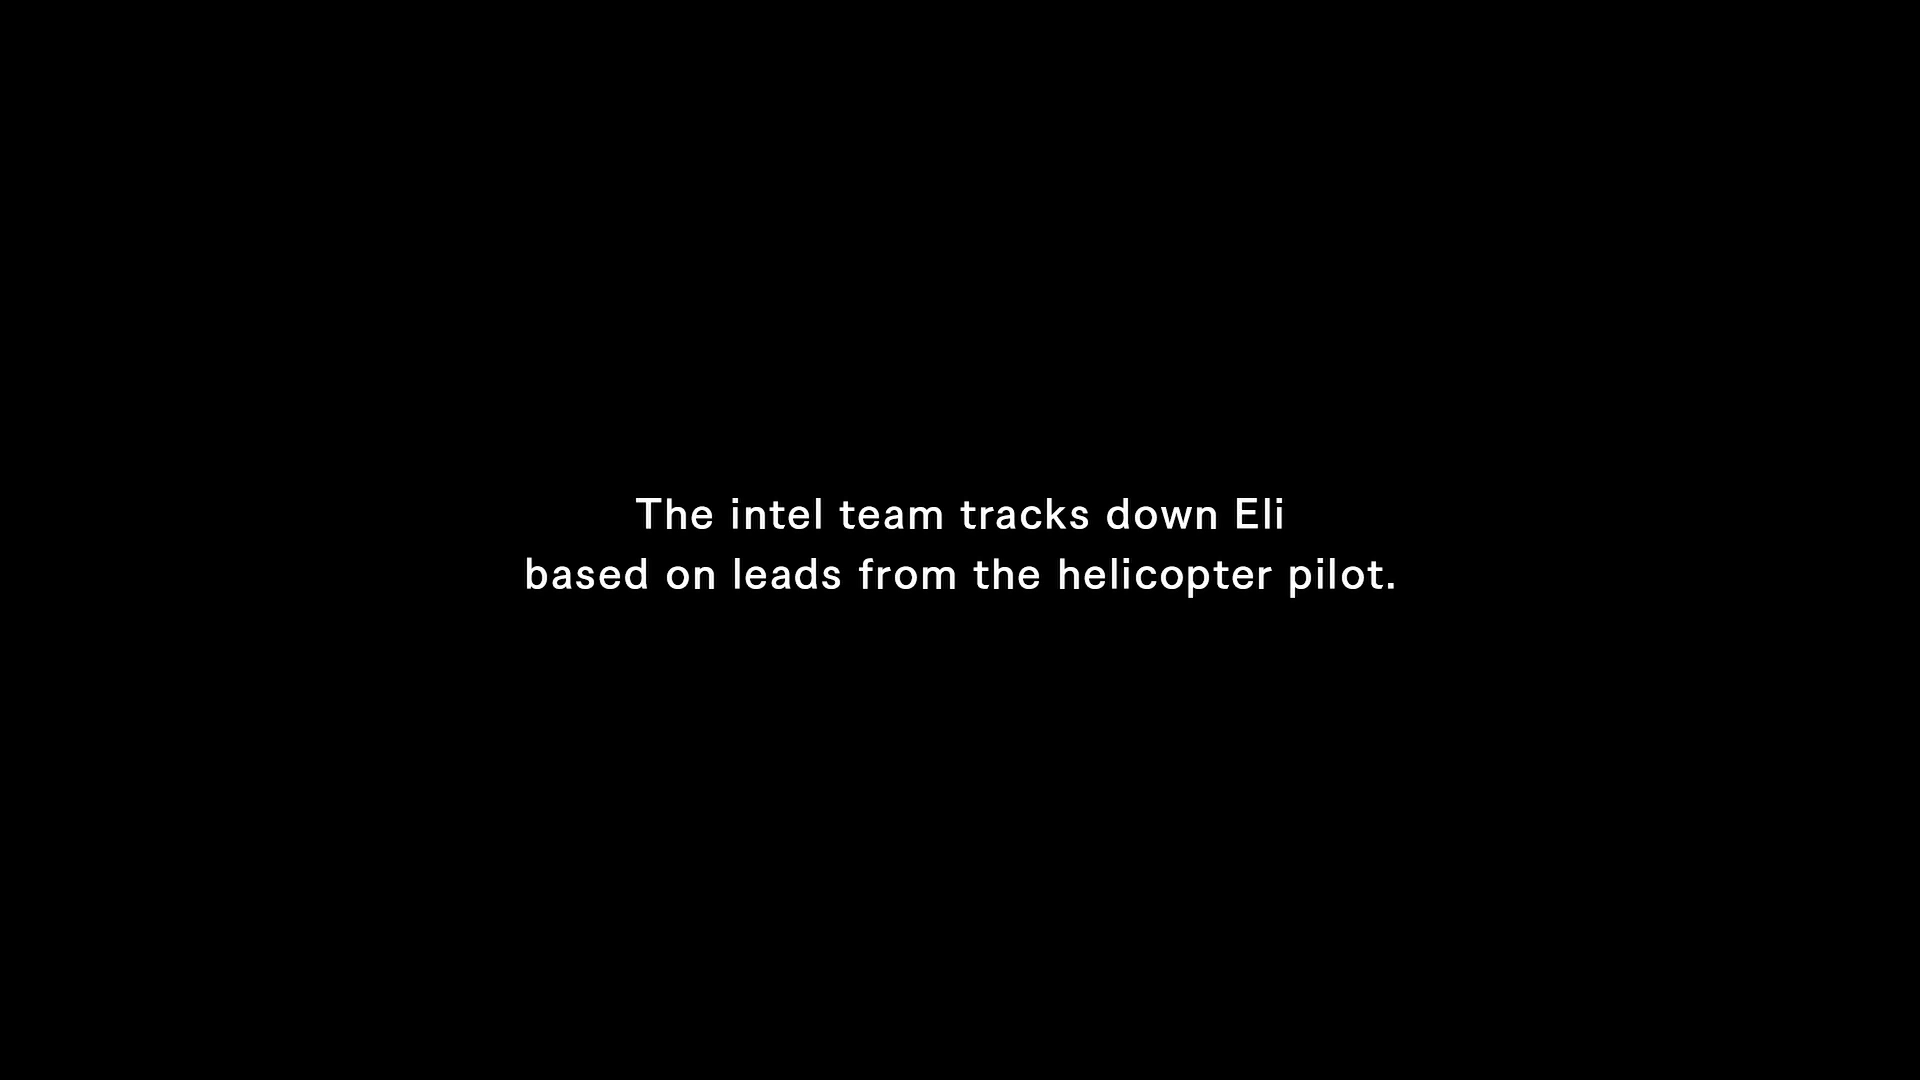 The intel team tracks down Eli
based on leads from the helicopter pilot.